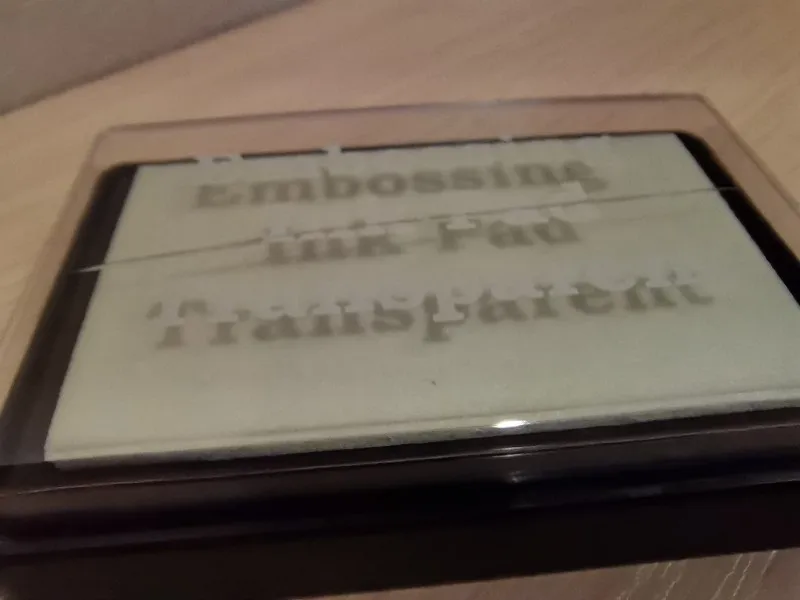 Embossing
Ink Pad
Transparent